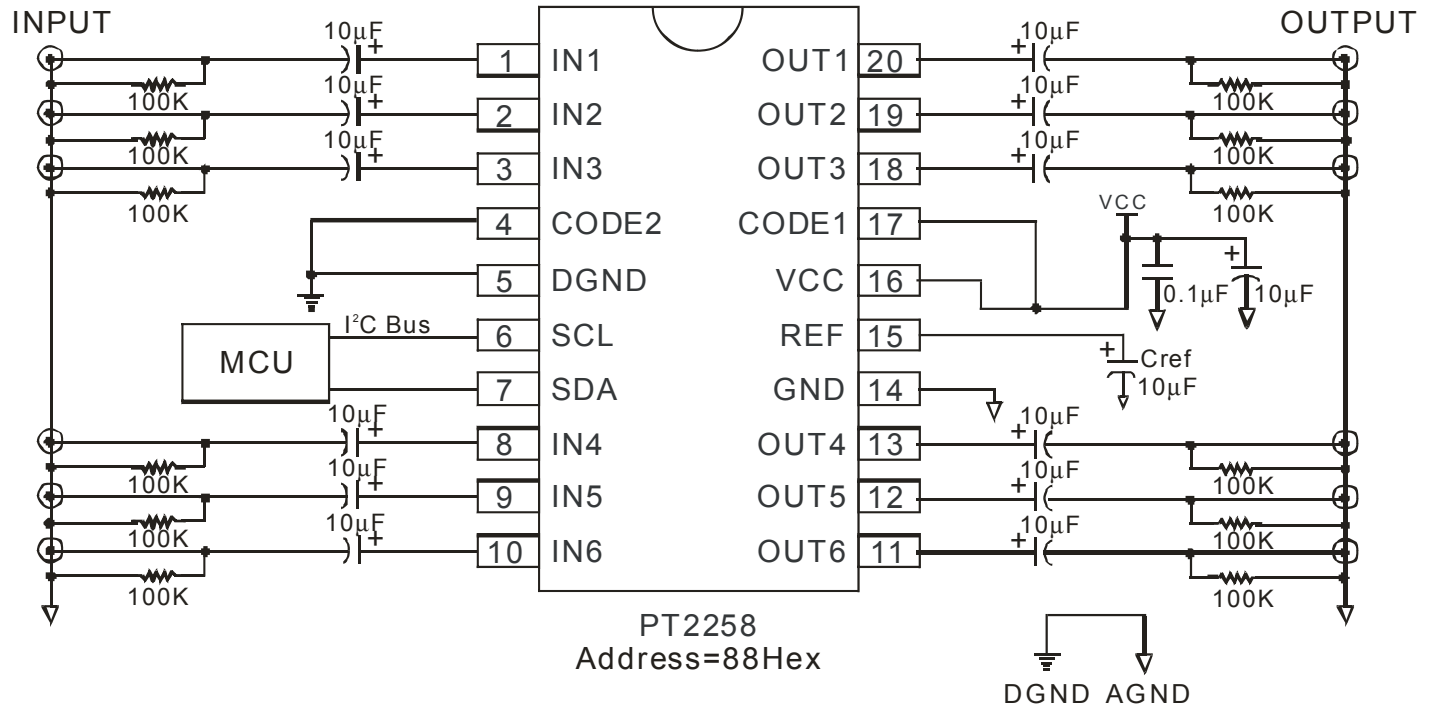 INPUT
OUTPUT
10μF
10μF
1 IN1
OUT1 20
100K
100K
10μF
10μF
2 IN2
OUT2 19
100K
100K
10μF
10μF
3 IN3
OUT3 18
100K
100K
4 CODE2
CODE1 17
VCC
5 DGND
VCC 16
0.1μF
10μF
I²C Bus
MCU
6 SCL
REF 15
Cref
10μF
7 SDA
GND 14
10μF
10μF
8 IN4
OUT4 13
100K
100K
10μF
10μF
9 IN5
OUT5 12
100K
100K
10μF
10μF
10 IN6
OUT6 11
100K
100K
PT2258
Address=88Hex
DGND AGND